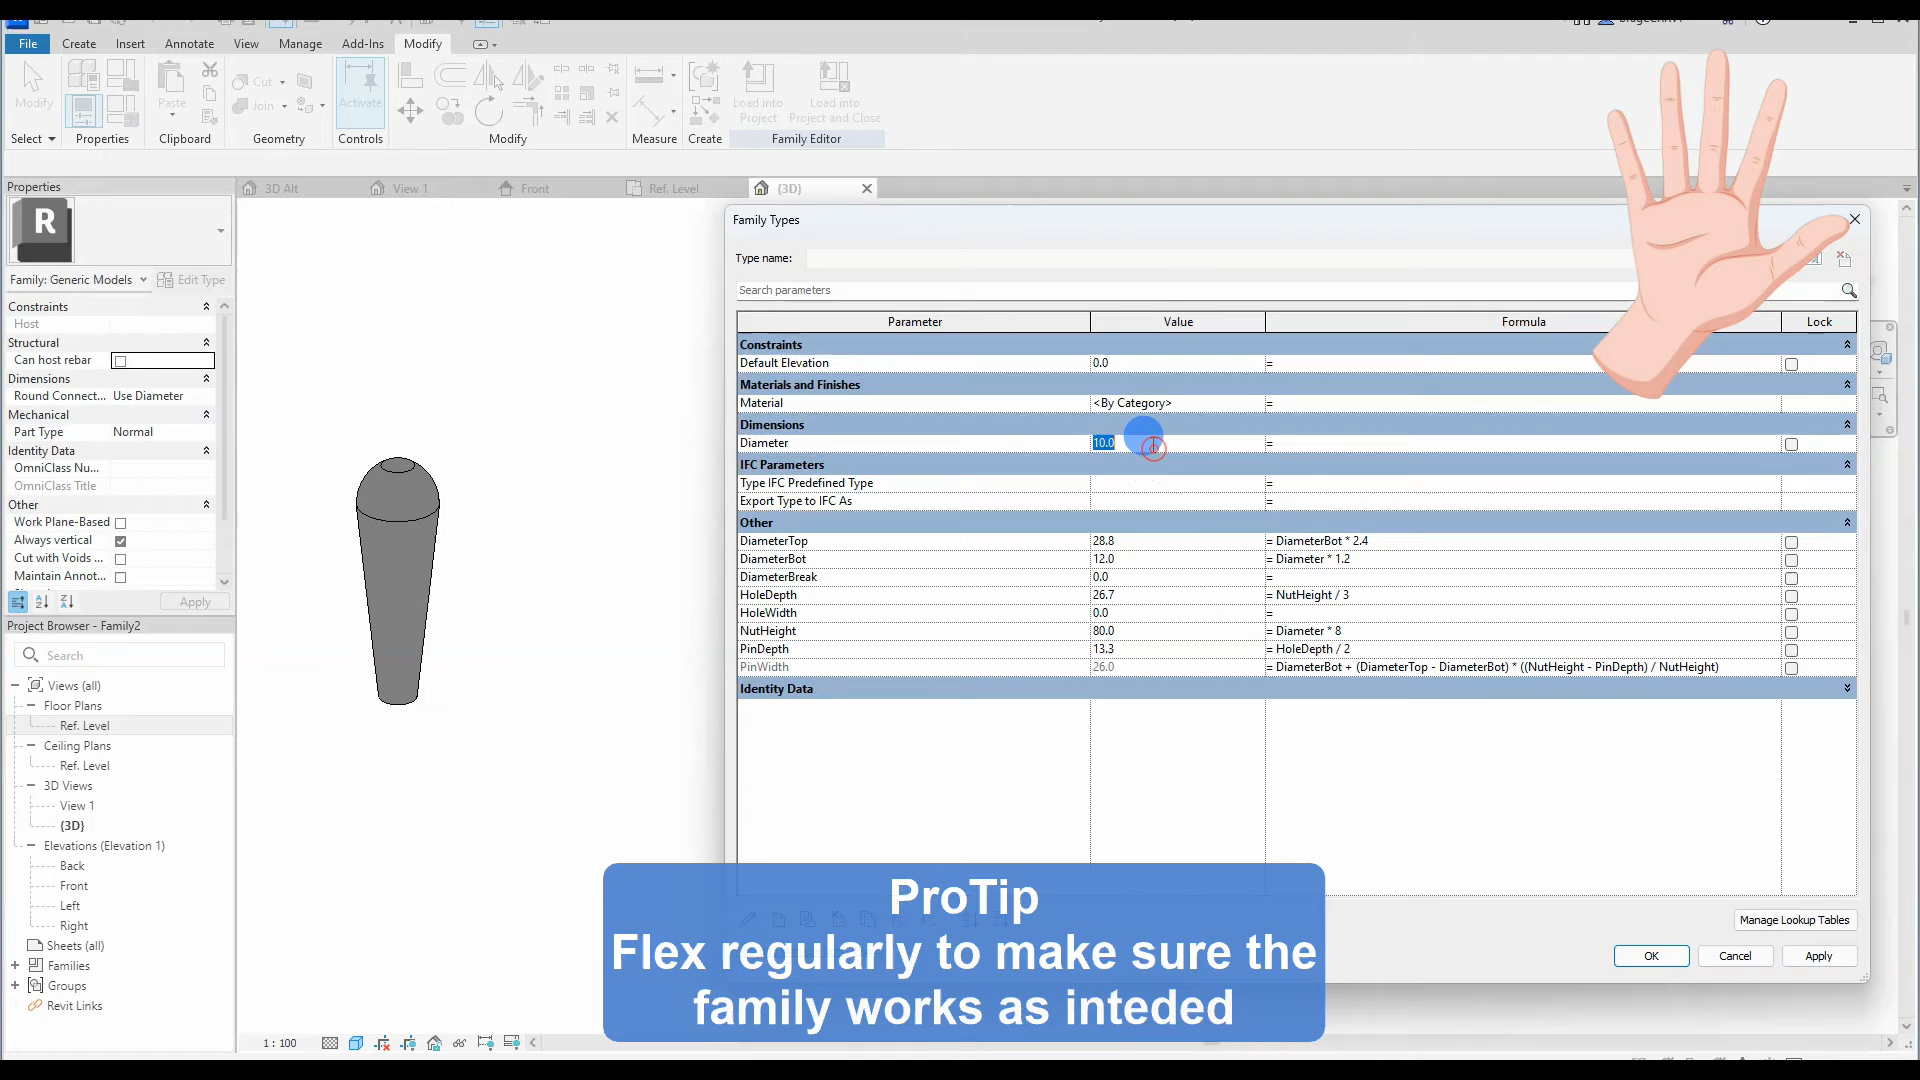 File Create Insert Annotate View Manage Add-Ins Modify
Modify
Paste
Cut
Join
Activate
Load into
Project
Load into
Project and Close
Select Properties Clipboard Geometry Controls Modify Measure Create Family Editor
Properties
3D Alt View 1 Front Ref. Level {3D}
R
Family: Generic Models Edit Type
Constraints
Host
Structural
Can host rebar
Dimensions
Round Connect... Use Diameter
Mechanical
Part Type Normal
Identity Data
OmniClass Nu...
OmniClass Title
Other
Work Plane-Based
Always vertical
Cut with Voids ...
Maintain Annot...
Apply
Project Browser - Family2
Search
Views (all)
Floor Plans
Ref. Level
Ceiling Plans
Ref. Level
3D Views
View 1
{3D}
Elevations (Elevation 1)
Back
Front
Left
Right
Sheets (all)
Families
Groups
Revit Links
1 : 100
Family Types
Type name:
Search parameters
Parameter Value Formula Lock
Constraints
Default Elevation 0.0 =
Materials and Finishes
Material <By Category> =
Dimensions
Diameter 10.0 =
IFC Parameters
Type IFC Predefined Type =
Export Type to IFC As =
Other
DiameterTop 28.8 = DiameterBot * 2.4
DiameterBot 12.0 = Diameter * 1.2
DiameterBreak 0.0 =
HoleDepth 26.7 = NutHeight / 3
HoleWidth 0.0 =
NutHeight 80.0 = Diameter * 8
PinDepth 13.3 = HoleDepth / 2
PinWidth 26.0 = DiameterBot + (DiameterTop - DiameterBot) * ((NutHeight - PinDepth) / NutHeight)
Identity Data
Manage Lookup Tables
OK Cancel Apply
ProTip
Flex regularly to make sure the
family works as inteded